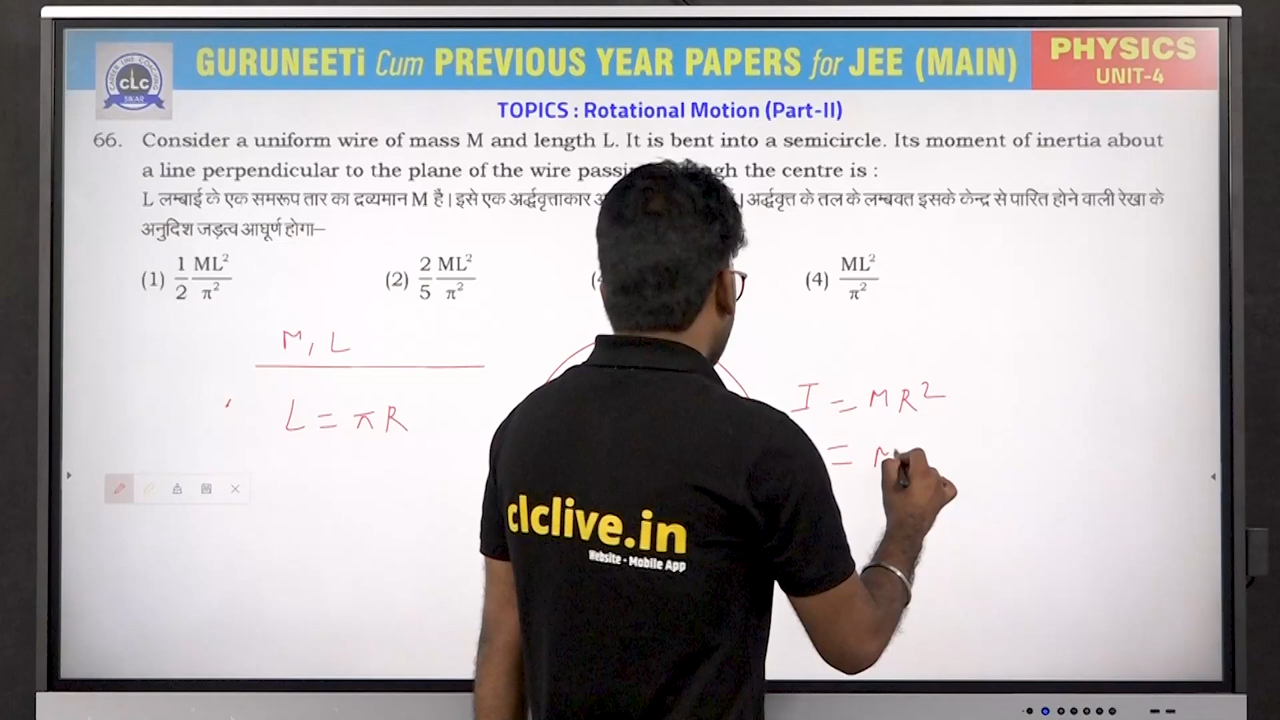 GURUNEETi Cum PREVIOUS YEAR PAPERS for JEE (MAIN)
PHYSICS
UNIT-4
CLC
SIKAR
TOPICS : Rotational Motion (Part-II)
66. Consider a uniform wire of mass M and length L. It is bent into a semicircle. Its moment of inertia about
a line perpendicular to the plane of the wire passi gh the centre is :
L लम्बाई के एक समरूप तार का द्रव्यमान M है। इसे एक अर्द्धवृत्ताकार । अर्द्धवृत्त के तल के लम्बवत इसके केन्द्र से पारित होने वाली रेखा के
अनुदिश जड़त्व आघूर्ण होगा–
(1) 1/2 ML²/π² (2) 2/5 ML²/π² (4) ML²/π²
M, L
L = πR
I = MR²
= M
clclive.in
Website - Mobile App